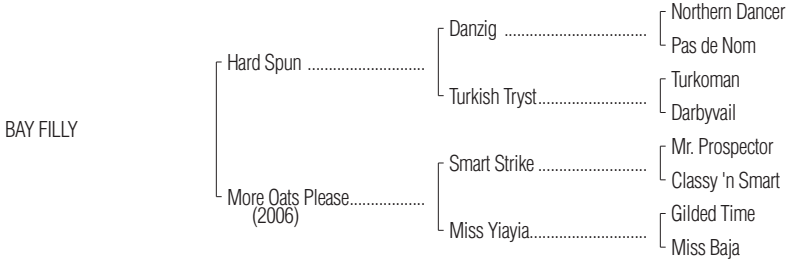 Northern Dancer
Danzig ..................................
Pas de Nom
Hard Spun ............................
Turkoman
Turkish Tryst..........................
Darbyvail
BAY FILLY
Mr. Prospector
Smart Strike ..........................
Classy 'n Smart
More Oats Please..................
(2006)
Gilded Time
Miss Yiayia............................
Miss Baja